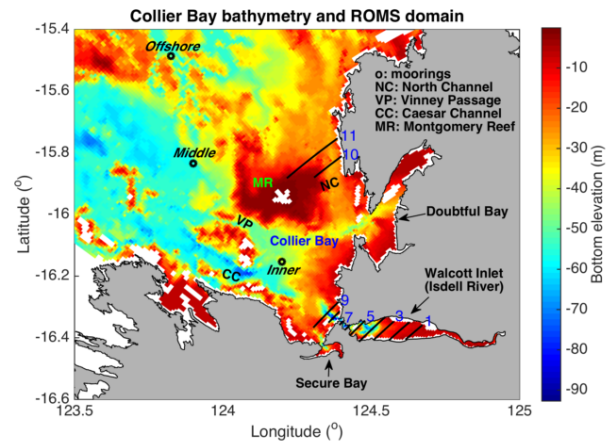 Collier Bay bathymetry and ROMS domain
-15.4
-15.6
-15.8
-16
-16.2
-16.4
-16.6
Latitude (°)
Offshore
Middle
Inner
o: moorings
NC: North Channel
VP: Vinney Passage
CC: Caesar Channel
MR: Montgomery Reef
11
10
MR
NC
VP
Collier Bay
CC
Doubtful Bay
Walcott Inlet
(Isdell River)
9
7
5
3
1
Secure Bay
123.5
124
124.5
125
Longitude (°)
-10
-20
-30
-40
-50
-60
-70
-80
-90
Bottom elevation (m)